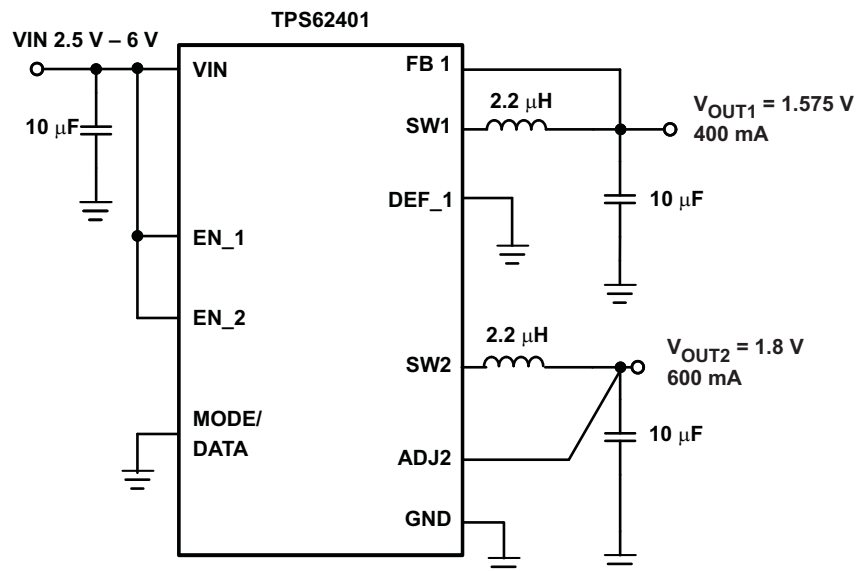 TPS62401
VIN 2.5 V – 6 V
VIN
FB 1
10 μF
2.2 μH
SW1
V_OUT1 = 1.575 V
400 mA
DEF_1
10 μF
EN_1
EN_2
2.2 μH
SW2
V_OUT2 = 1.8 V
600 mA
MODE/
DATA
10 μF
ADJ2
GND